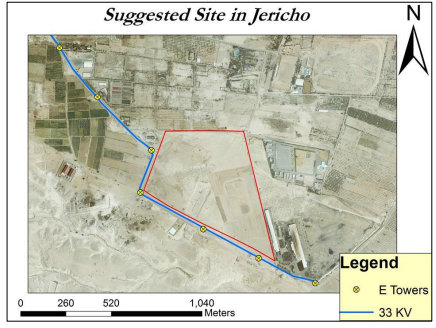 Suggested Site in Jericho
N
Legend
E Towers
33 KV
0 260 520 1,040
Meters